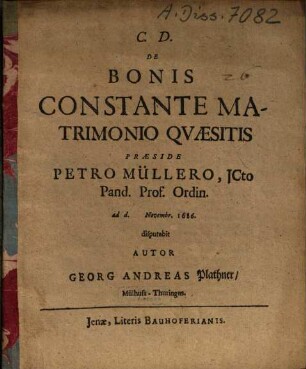 A. Diss. 7082
C. D.
DE
BONIS
CONSTANTE MA-
TRIMONIO QVÆSITIS
PRÆSIDE
PETRO MÜLLERO, JCto
Pand. Prof. Ordin.
ad d. Novembr. 1686.
disputabit
AUTOR
GEORG ANDREAS Plathner/
Mülhusâ-Thuringus.
Jenæ, Literis BAUHOFERIANIS.